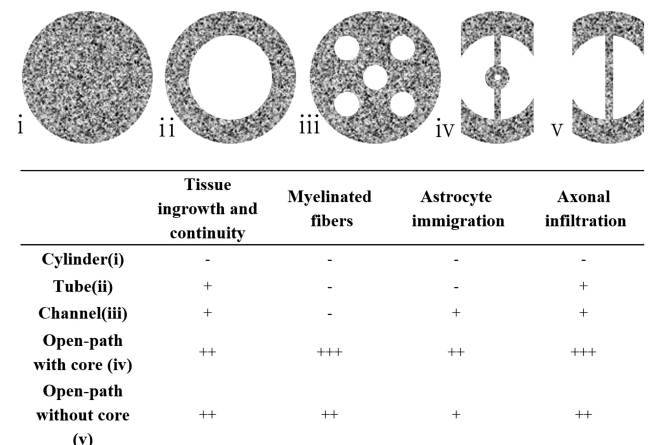 i ii iii iv v
Tissue ingrowth and continuity Myelinated fibers Astrocyte immigration Axonal infiltration
Cylinder(i) - - - -
Tube(ii) + - - +
Channel(iii) + - + +
Open-path with core (iv) ++ +++ ++ +++
Open-path without core (v) ++ ++ + ++